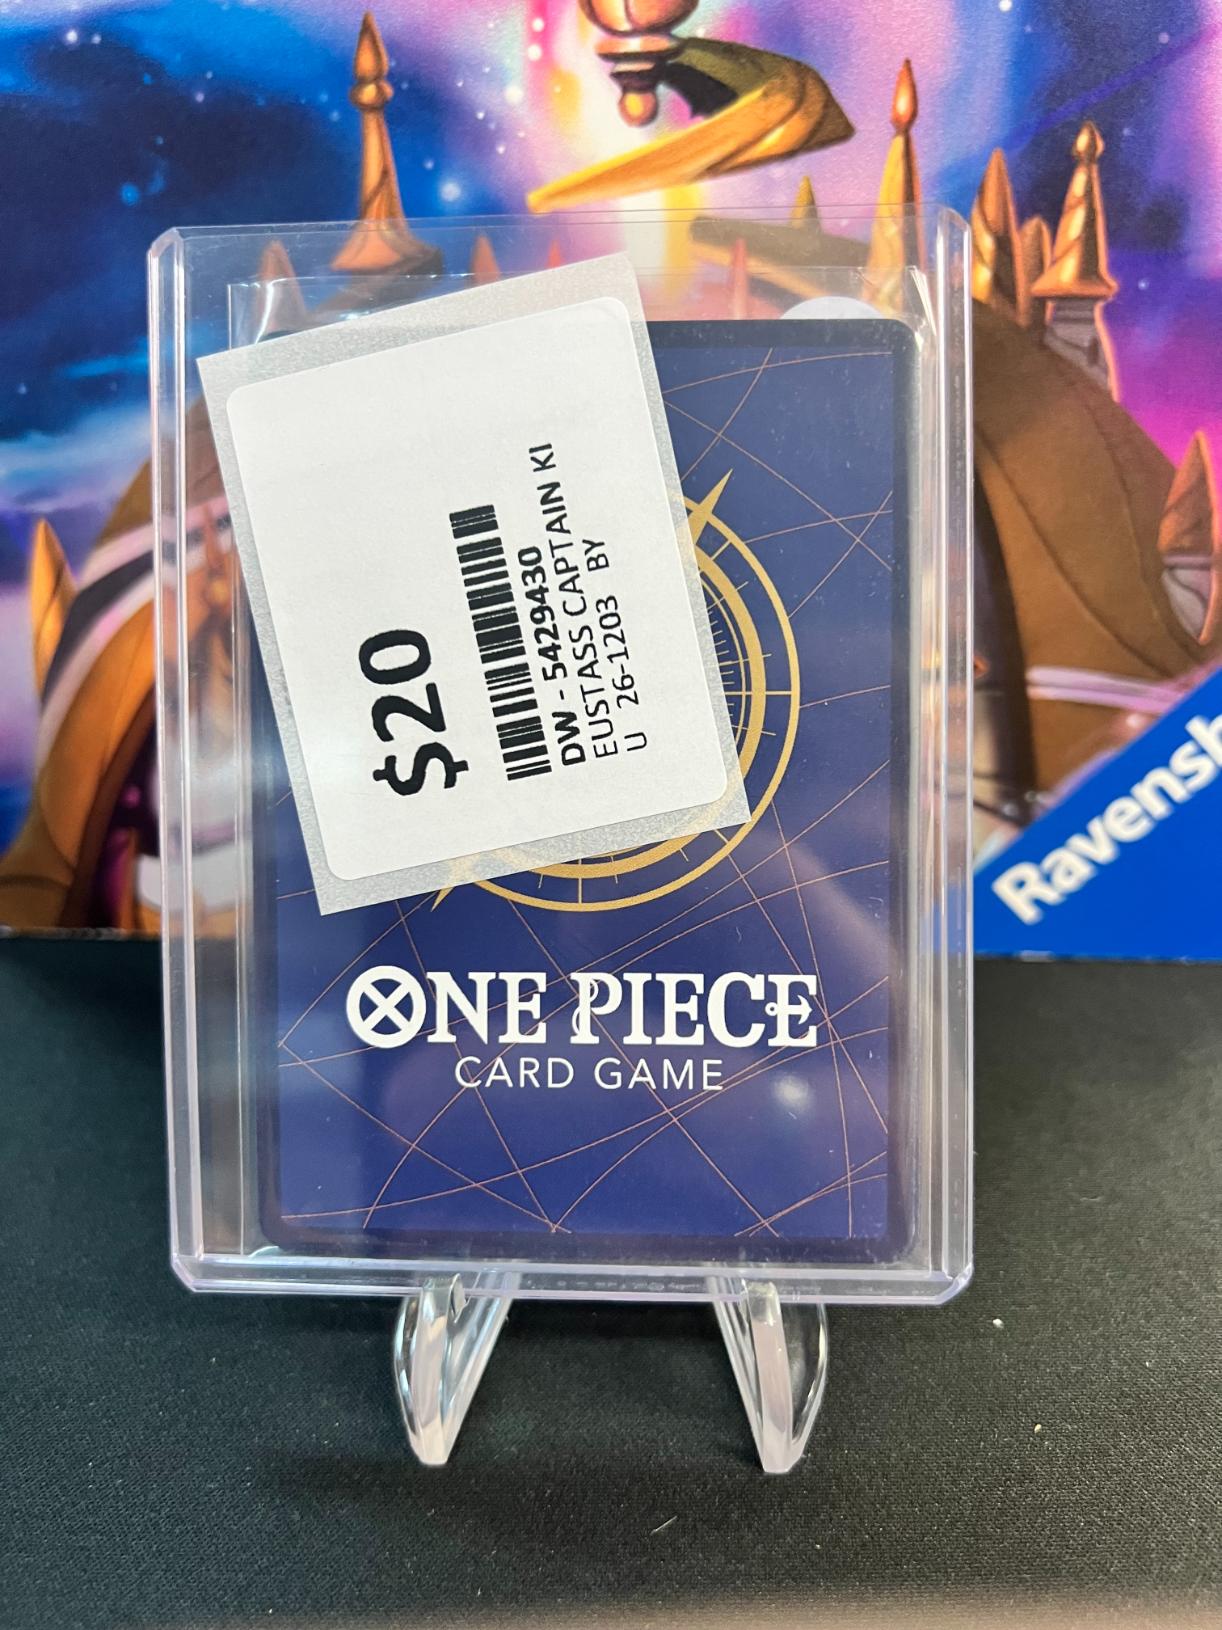 $20
DW - 5429430
EUSTASS CAPTAIN KI
U 26-1203 BY
ONE PIECE
CARD GAME
Ravensb